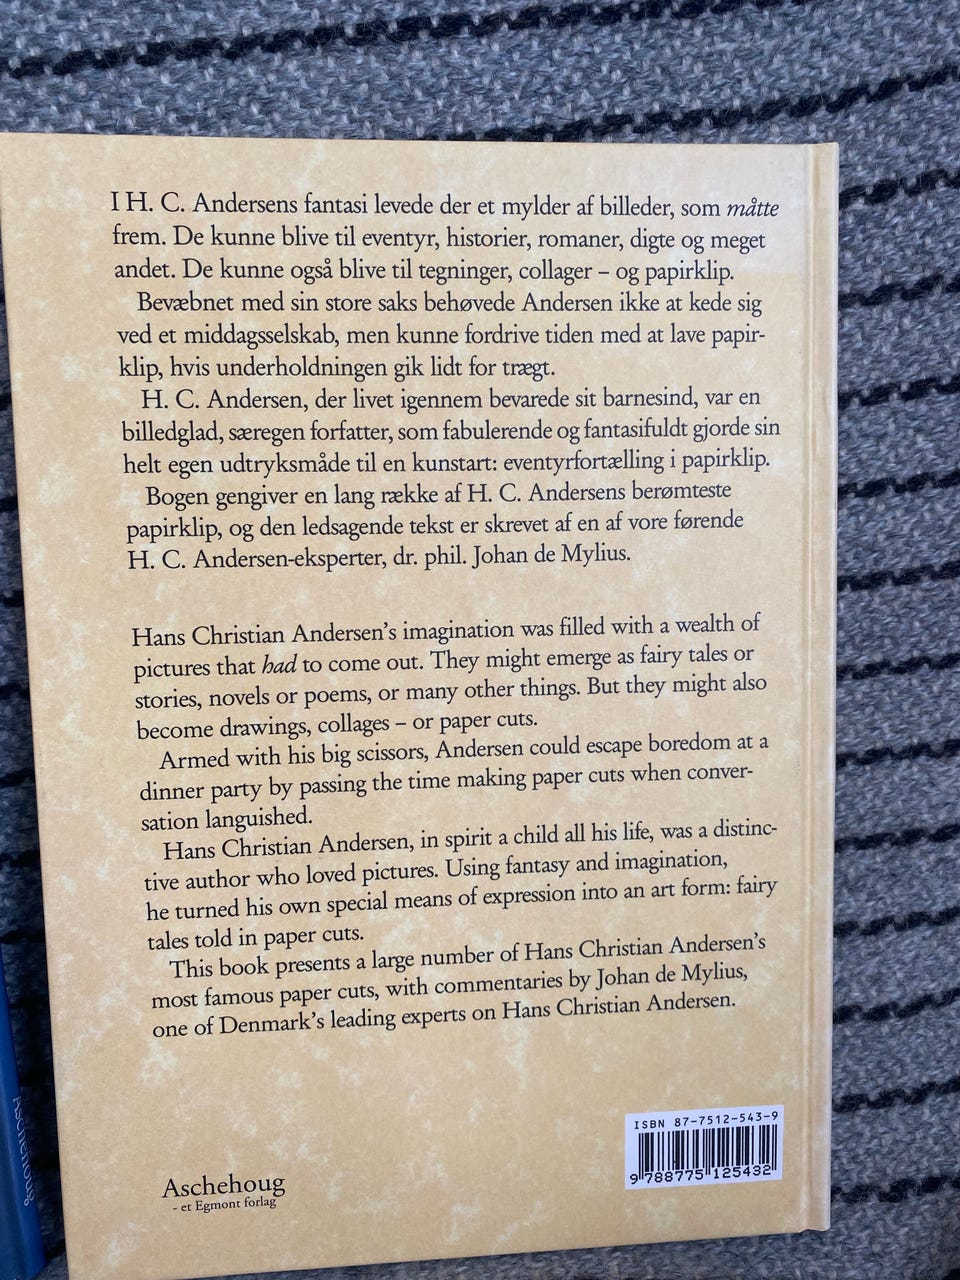 I H. C. Andersens fantasi levede der et mylder af billeder, som måtte
frem. De kunne blive til eventyr, historier, romaner, digte og meget
andet. De kunne også blive til tegninger, collager – og papirklip.
Bevæbnet med sin store saks behøvede Andersen ikke at kede sig
ved et middagsselskab, men kunne fordrive tiden med at lave papir-
klip, hvis underholdningen gik lidt for trægt.
H. C. Andersen, der livet igennem bevarede sit barnesind, var en
billedglad, særegen forfatter, som fabulerende og fantasifuldt gjorde sin
helt egen udtryksmåde til en kunstart: eventyrfortælling i papirklip.
Bogen gengiver en lang række af H. C. Andersens berømteste
papirklip, og den ledsagende tekst er skrevet af en af vore førende
H. C. Andersen-eksperter, dr. phil. Johan de Mylius.
Hans Christian Andersen's imagination was filled with a wealth of
pictures that had to come out. They might emerge as fairy tales or
stories, novels or poems, or many other things. But they might also
become drawings, collages – or paper cuts.
Armed with his big scissors, Andersen could escape boredom at a
dinner party by passing the time making paper cuts when conver-
sation languished.
Hans Christian Andersen, in spirit a child all his life, was a distinc-
tive author who loved pictures. Using fantasy and imagination,
he turned his own special means of expression into an art form: fairy
tales told in paper cuts.
This book presents a large number of Hans Christian Andersen's
most famous paper cuts, with commentaries by Johan de Mylius,
one of Denmark's leading experts on Hans Christian Andersen.
ISBN 87-7512-543-9
9 788775 125432
Aschehoug
- et Egmont forlag
Aschehoug